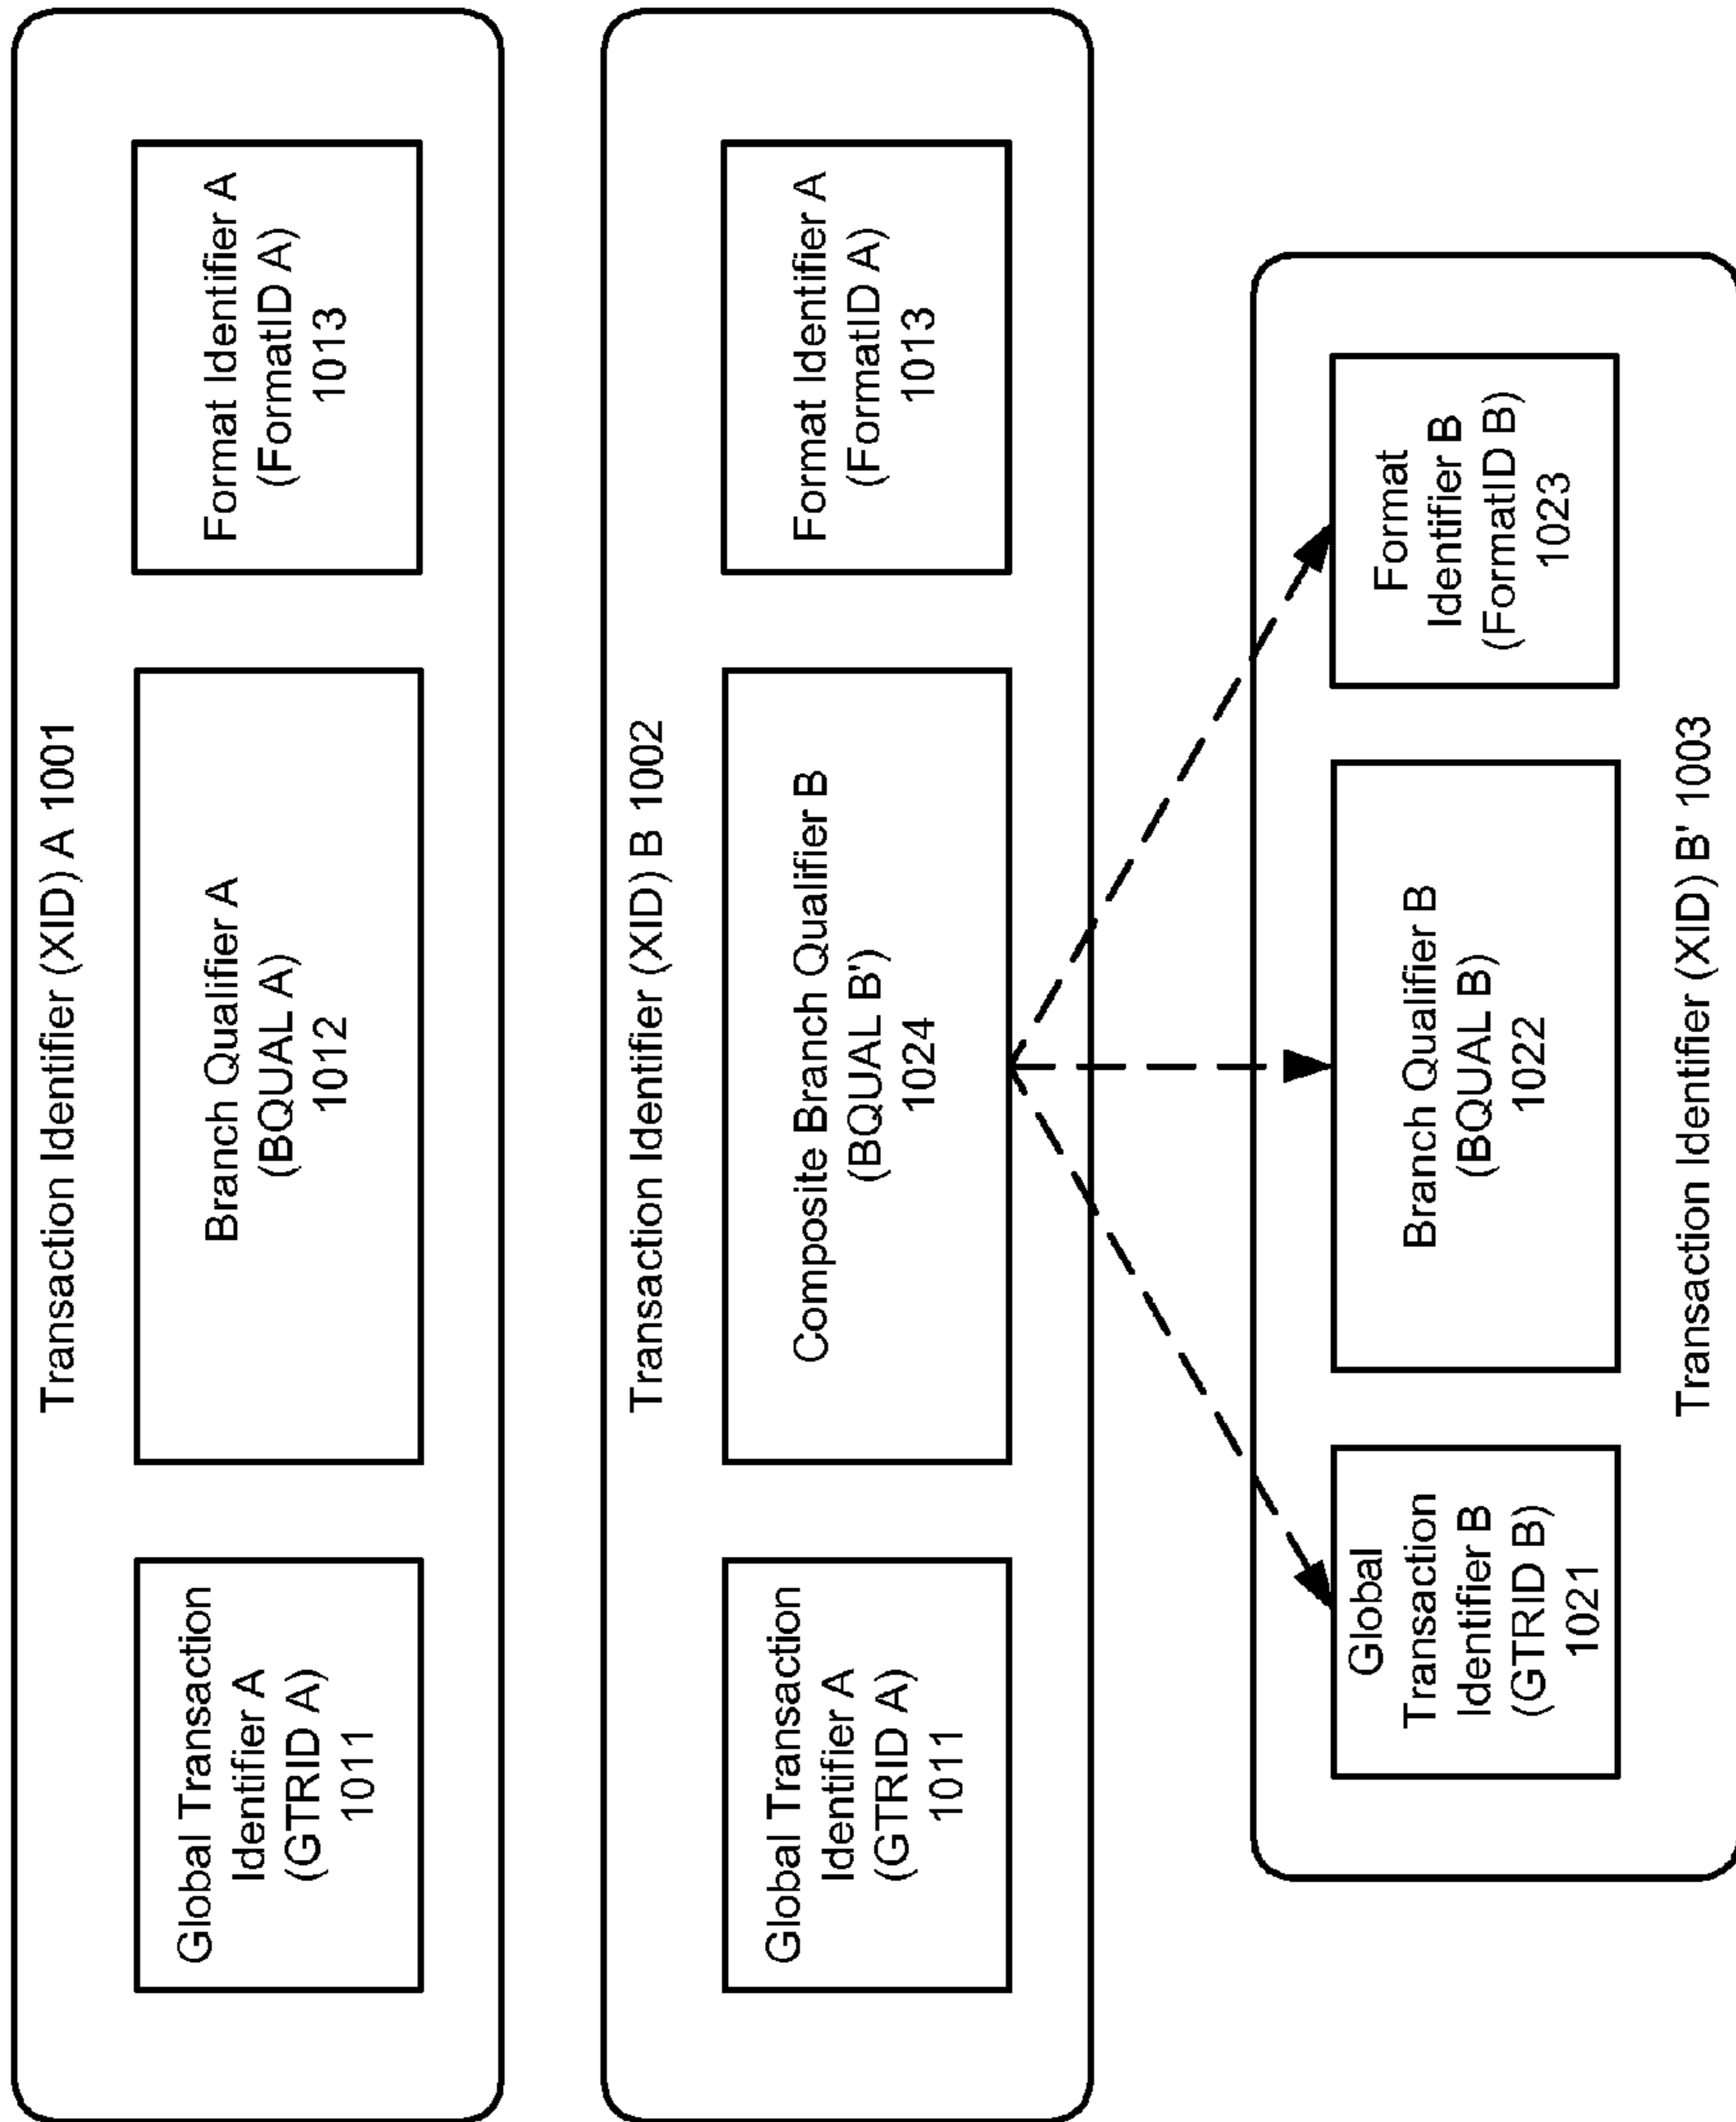 Transaction Identifier (XID) A 1001
Global Transaction
Identifier A
(GTRID A)
1011
Branch Qualifier A
(BQUAL A)
1012
Format Identifier A
(FormatID A)
1013
Transaction Identifier (XID) B 1002
Global Transaction
Identifier A
(GTRID A)
1011
Composite Branch Qualifier B
(BQUAL B')
1024
Format Identifier A
(FormatID A)
1013
Global
Transaction
Identifier B
(GTRID B)
1021
Branch Qualifier B
(BQUAL B)
1022
Format
Identifier B
(FormatID B)
1023
Transaction Identifier (XID) B' 1003